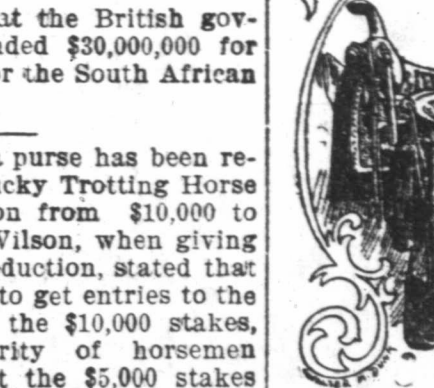 at the British gov-
ded $30,000,000 for
r the South African
purse has been re-
cky Trotting Horse
on from $10,000 to
Wilson, when giving
duction, stated that
to get entries to the
the $10,000 stakes,
rity of horsemen
t the $5,000 stakes